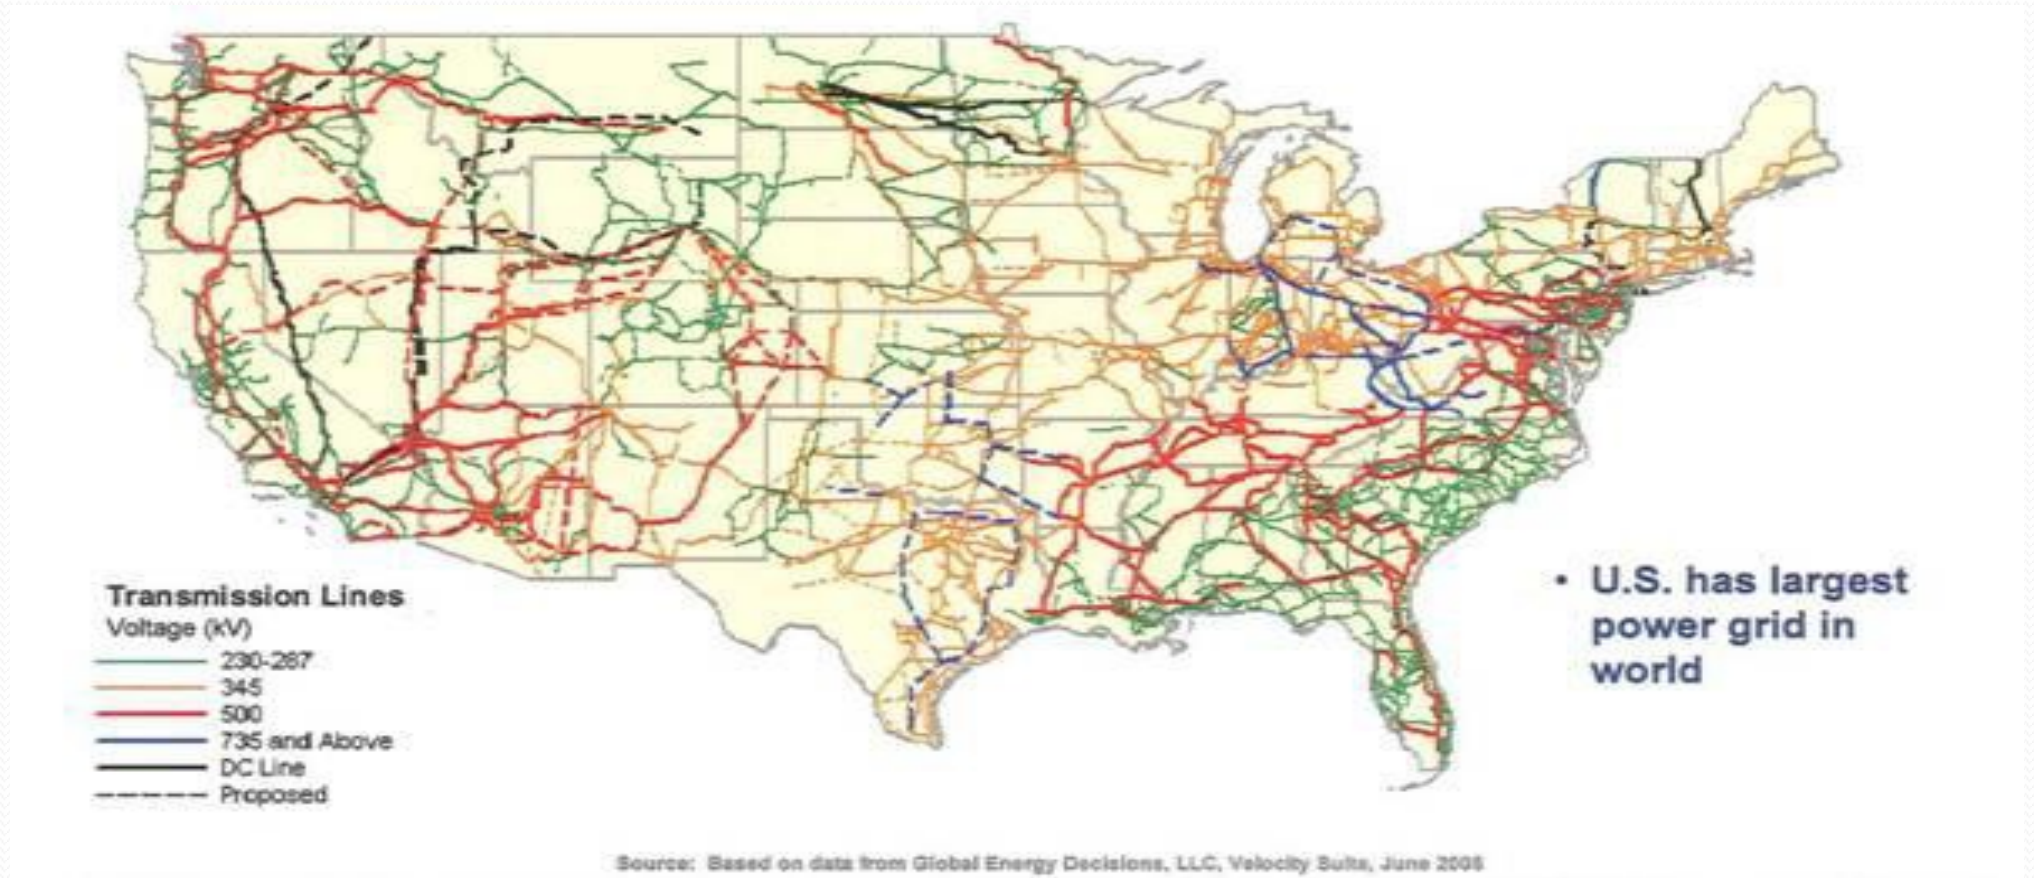 Transmission Lines
Voltage (kV)
230-287
345
500
735 and Above
DC Line
Proposed
• U.S. has largest
power grid in
world
Source: Based on data from Global Energy Decisions, LLC, Velocity Suite, June